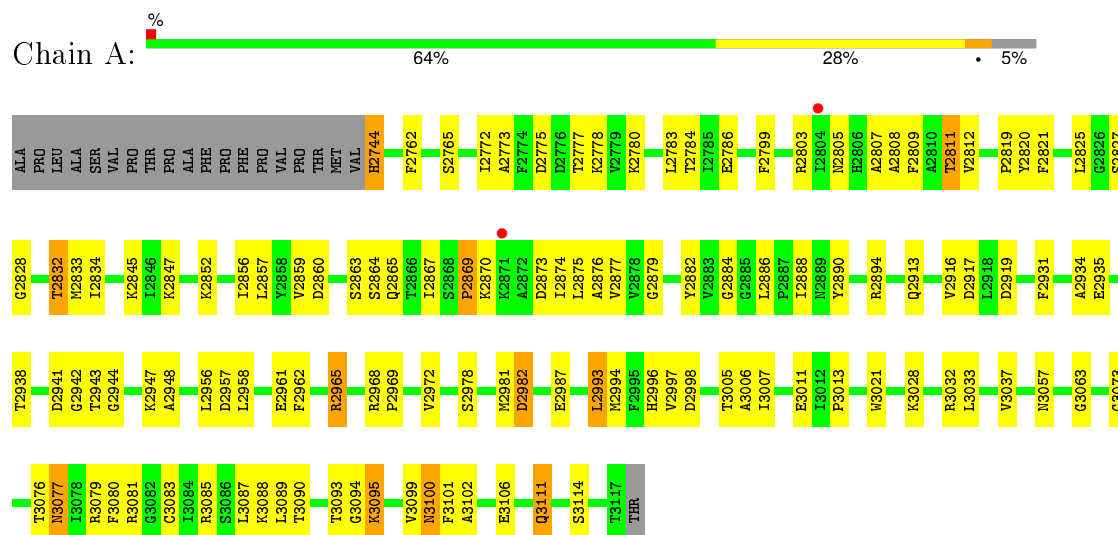 %
Chain A:
64% 28% • 5%
ALA PRO LEU ALA SER VAL PRO THR PRO ALA PHE PRO PHE PRO VAL PRO THR MET VAL H2744 F2762 S2765 I2772 A2773 F2774 D2775 D2776 T2777 K2778 V2779 K2780 L2783 T2784 I2785 E2786 F2799 R2803 I2804 N2805 H2806 A2807 A2808 F2809 A2810 T2811 V2812 P2819 Y2820 F2821 L2825 G2826 S2827
G2828 T2832 M2833 I2834 K2845 I2846 K2847 K2852 I2856 L2857 Y2858 V2859 D2860 S2863 S2864 Q2865 T2866 I2867 S2868 P2869 K2870 K2871 A2872 D2873 I2874 L2875 A2876 V2877 V2878 G2879 Y2882 V2883 G2884 G2885 L2886 P2887 I2888 N2889 Y2890 R2894 Q2913 V2916 D2917 L2918 D2919 F2931 A2934 E2935
T2938 D2941 G2942 T2943 G2944 K2947 A2948 L2956 D2957 L2958 E2961 F2962 R2965 R2968 P2969 V2972 S2978 M2981 D2982 E2987 L2993 M2994 F2995 H2996 V2997 D2998 T3005 A3006 I3007 E3011 I3012 P3013 W3021 K3028 R3032 L3033 V3037 N3057 G3063
T3076 N3077 I3078 R3079 F3080 R3081 G3082 C3083 I3084 R3085 S3086 L3087 K3088 L3089 T3090 T3093 G3094 K3095 V3099 N3100 F3101 A3102 E3106 Q3111 S3114 T3117 THR